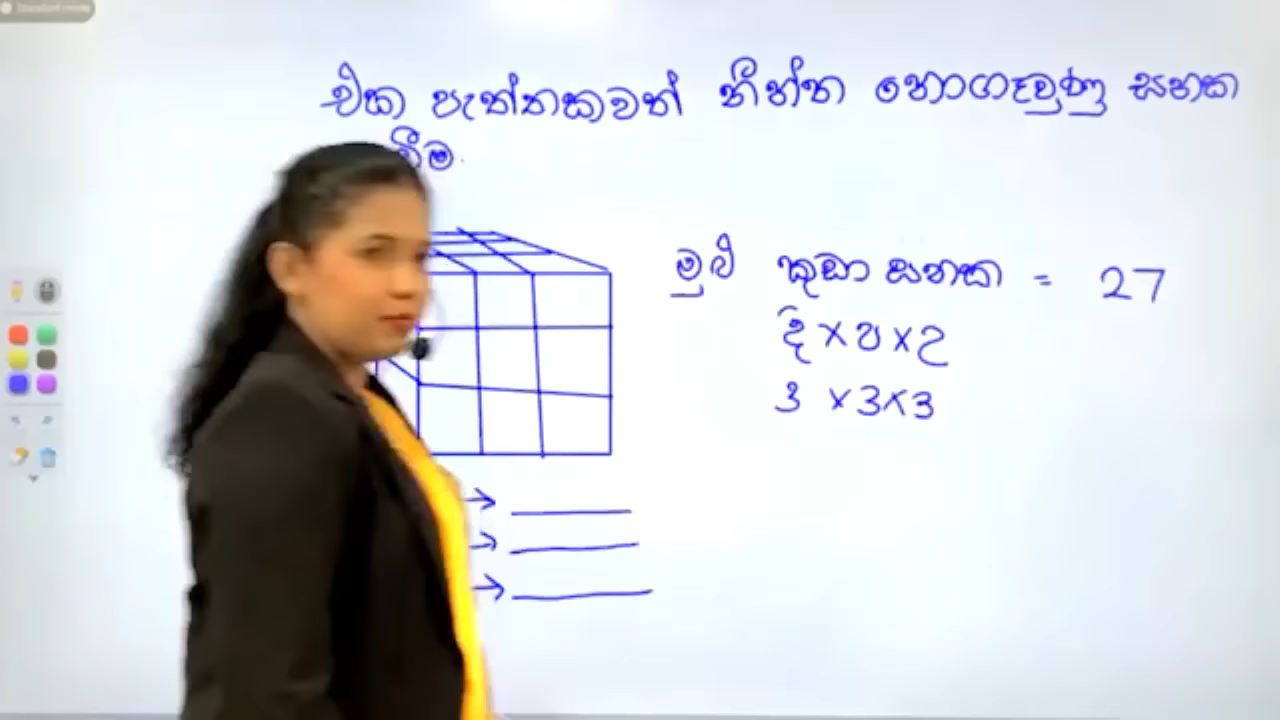 එක පැත්තකවත් තීන්ත නොගෑවුණු ඝනක
මුළු කුඩා ඝනක = 27
දි×ප×උ
3 ×3×3